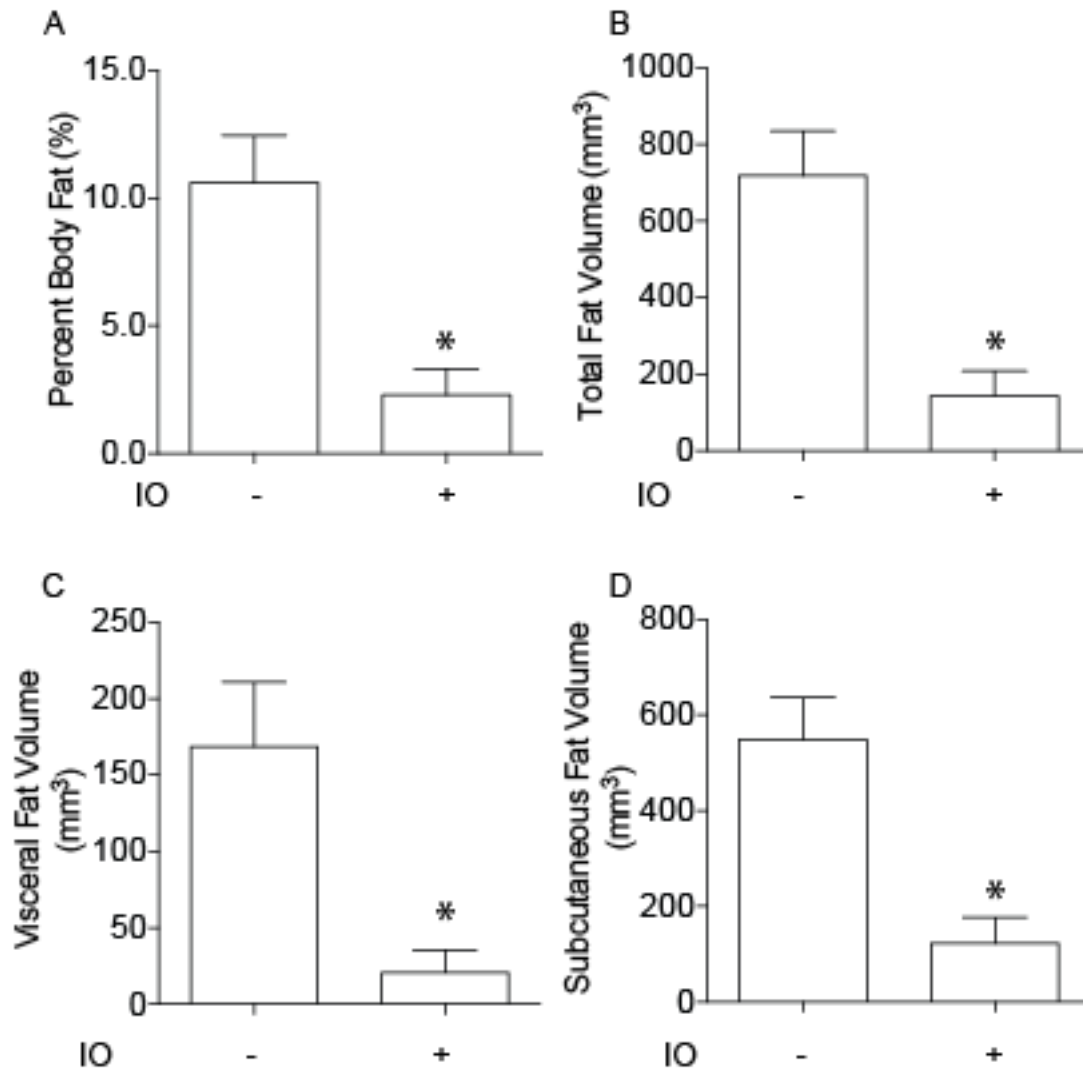 A
Percent Body Fat (%)
15.0
10.0
5.0
0.0
*
IO - +
B
Total Fat Volume (mm³)
1000
800
600
400
200
0
*
IO - +
C
Visceral Fat Volume
(mm³)
250
200
150
100
50
0
*
IO - +
D
Subcutaneous Fat Volume
(mm³)
800
600
400
200
0
*
IO - +